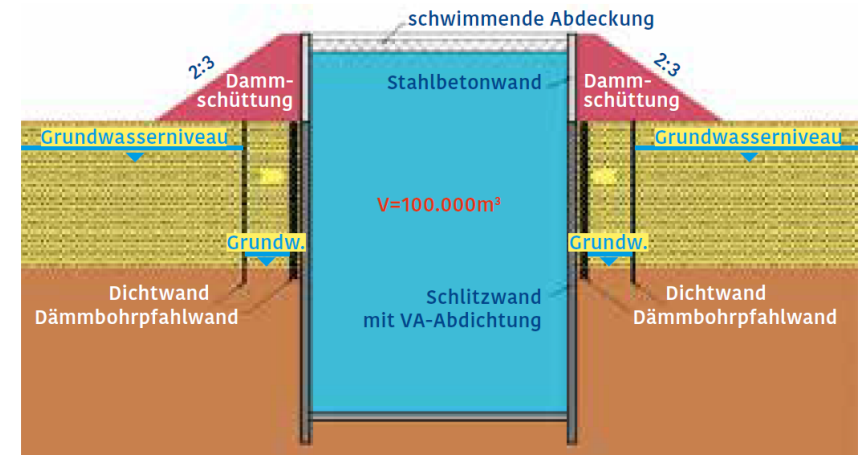 schwimmende Abdeckung
2:3
2:3
Damm-
schüttung
Stahlbetonwand
Damm-
schüttung
Grundwasserniveau
Grundwasserniveau
V=100.000m³
Grundw.
Grundw.
Dichtwand
Dämmbohrpfahlwand
Schlitzwand
mit VA-Abdichtung
Dichtwand
Dämmbohrpfahlwand